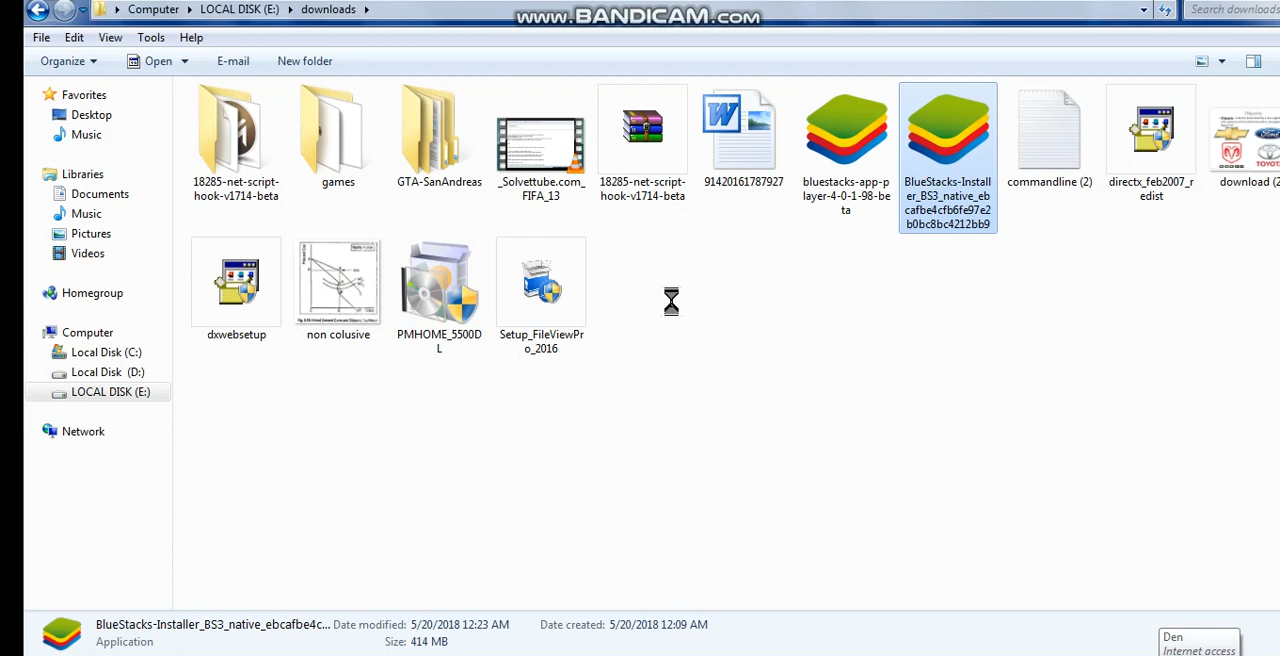 Computer LOCAL DISK (E:) downloads
www.BANDICAM.com
Search downloads
File Edit View Tools Help
Organize Open E-mail New folder
Favorites
Desktop
Music
Libraries
Documents
Music
Pictures
Videos
Homegroup
Computer
Local Disk (C:)
Local Disk (D:)
LOCAL DISK (E:)
Network
18285-net-script-
hook-v1714-beta
games
GTA-SanAndreas
_Solvettube.com_
FIFA_13
18285-net-script-
hook-v1714-beta
91420161787927
bluestacks-app-p
layer-4-0-1-98-be
ta
BlueStacks-Install
er_BS3_native_eb
cafbe4cfb6fe97e2
b0bc8bc4212bb9
commandline (2)
directx_feb2007_r
edist
download (2
DODGE
TOYO
dxwebsetup
non colusive
PMHOME_5500D
L
Setup_FileViewPr
o_2016
BlueStacks-Installer_BS3_native_ebcafbe4c... Date modified: 5/20/2018 12:23 AM Date created: 5/20/2018 12:09 AM
Application Size: 414 MB
Den
Internet access